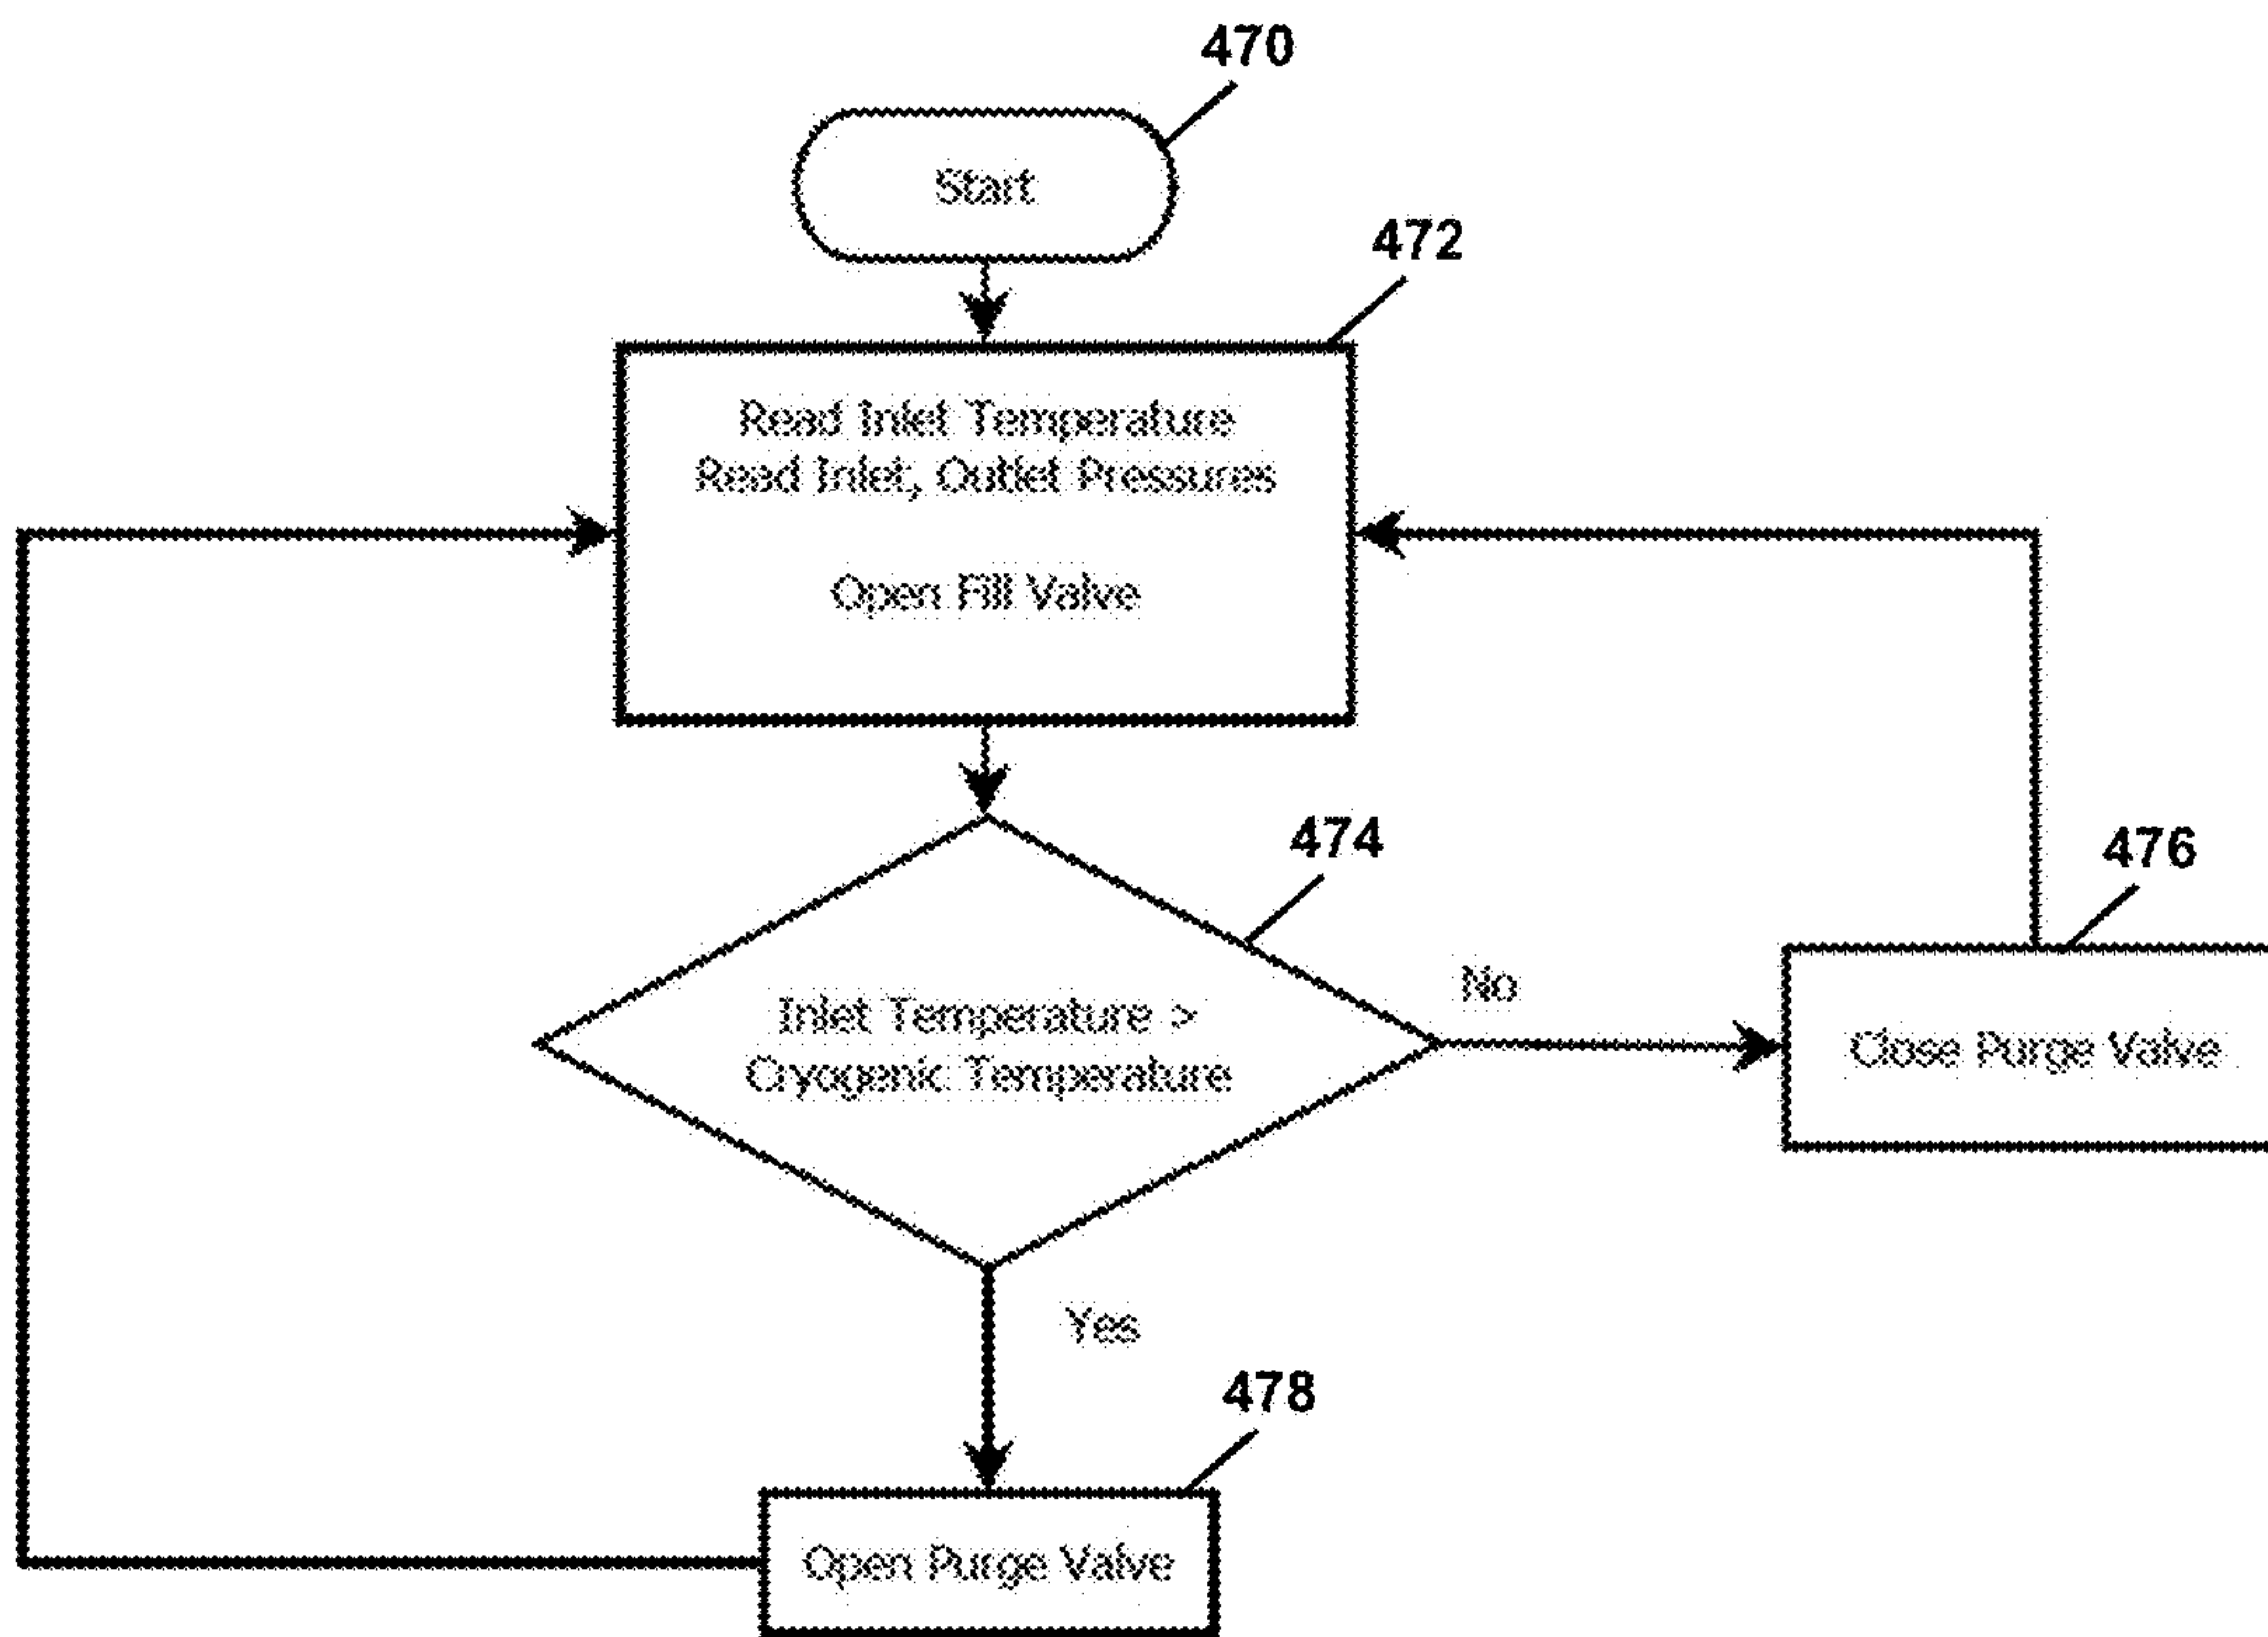 470
Start
472
Read Inlet Temperature
Read Inlet, Outlet Pressures
Open Fill Valve
474
476
No
Inlet Temperature >
Cryogenic Temperature
Close Purge Valve
Yes
478
Open Purge Valve